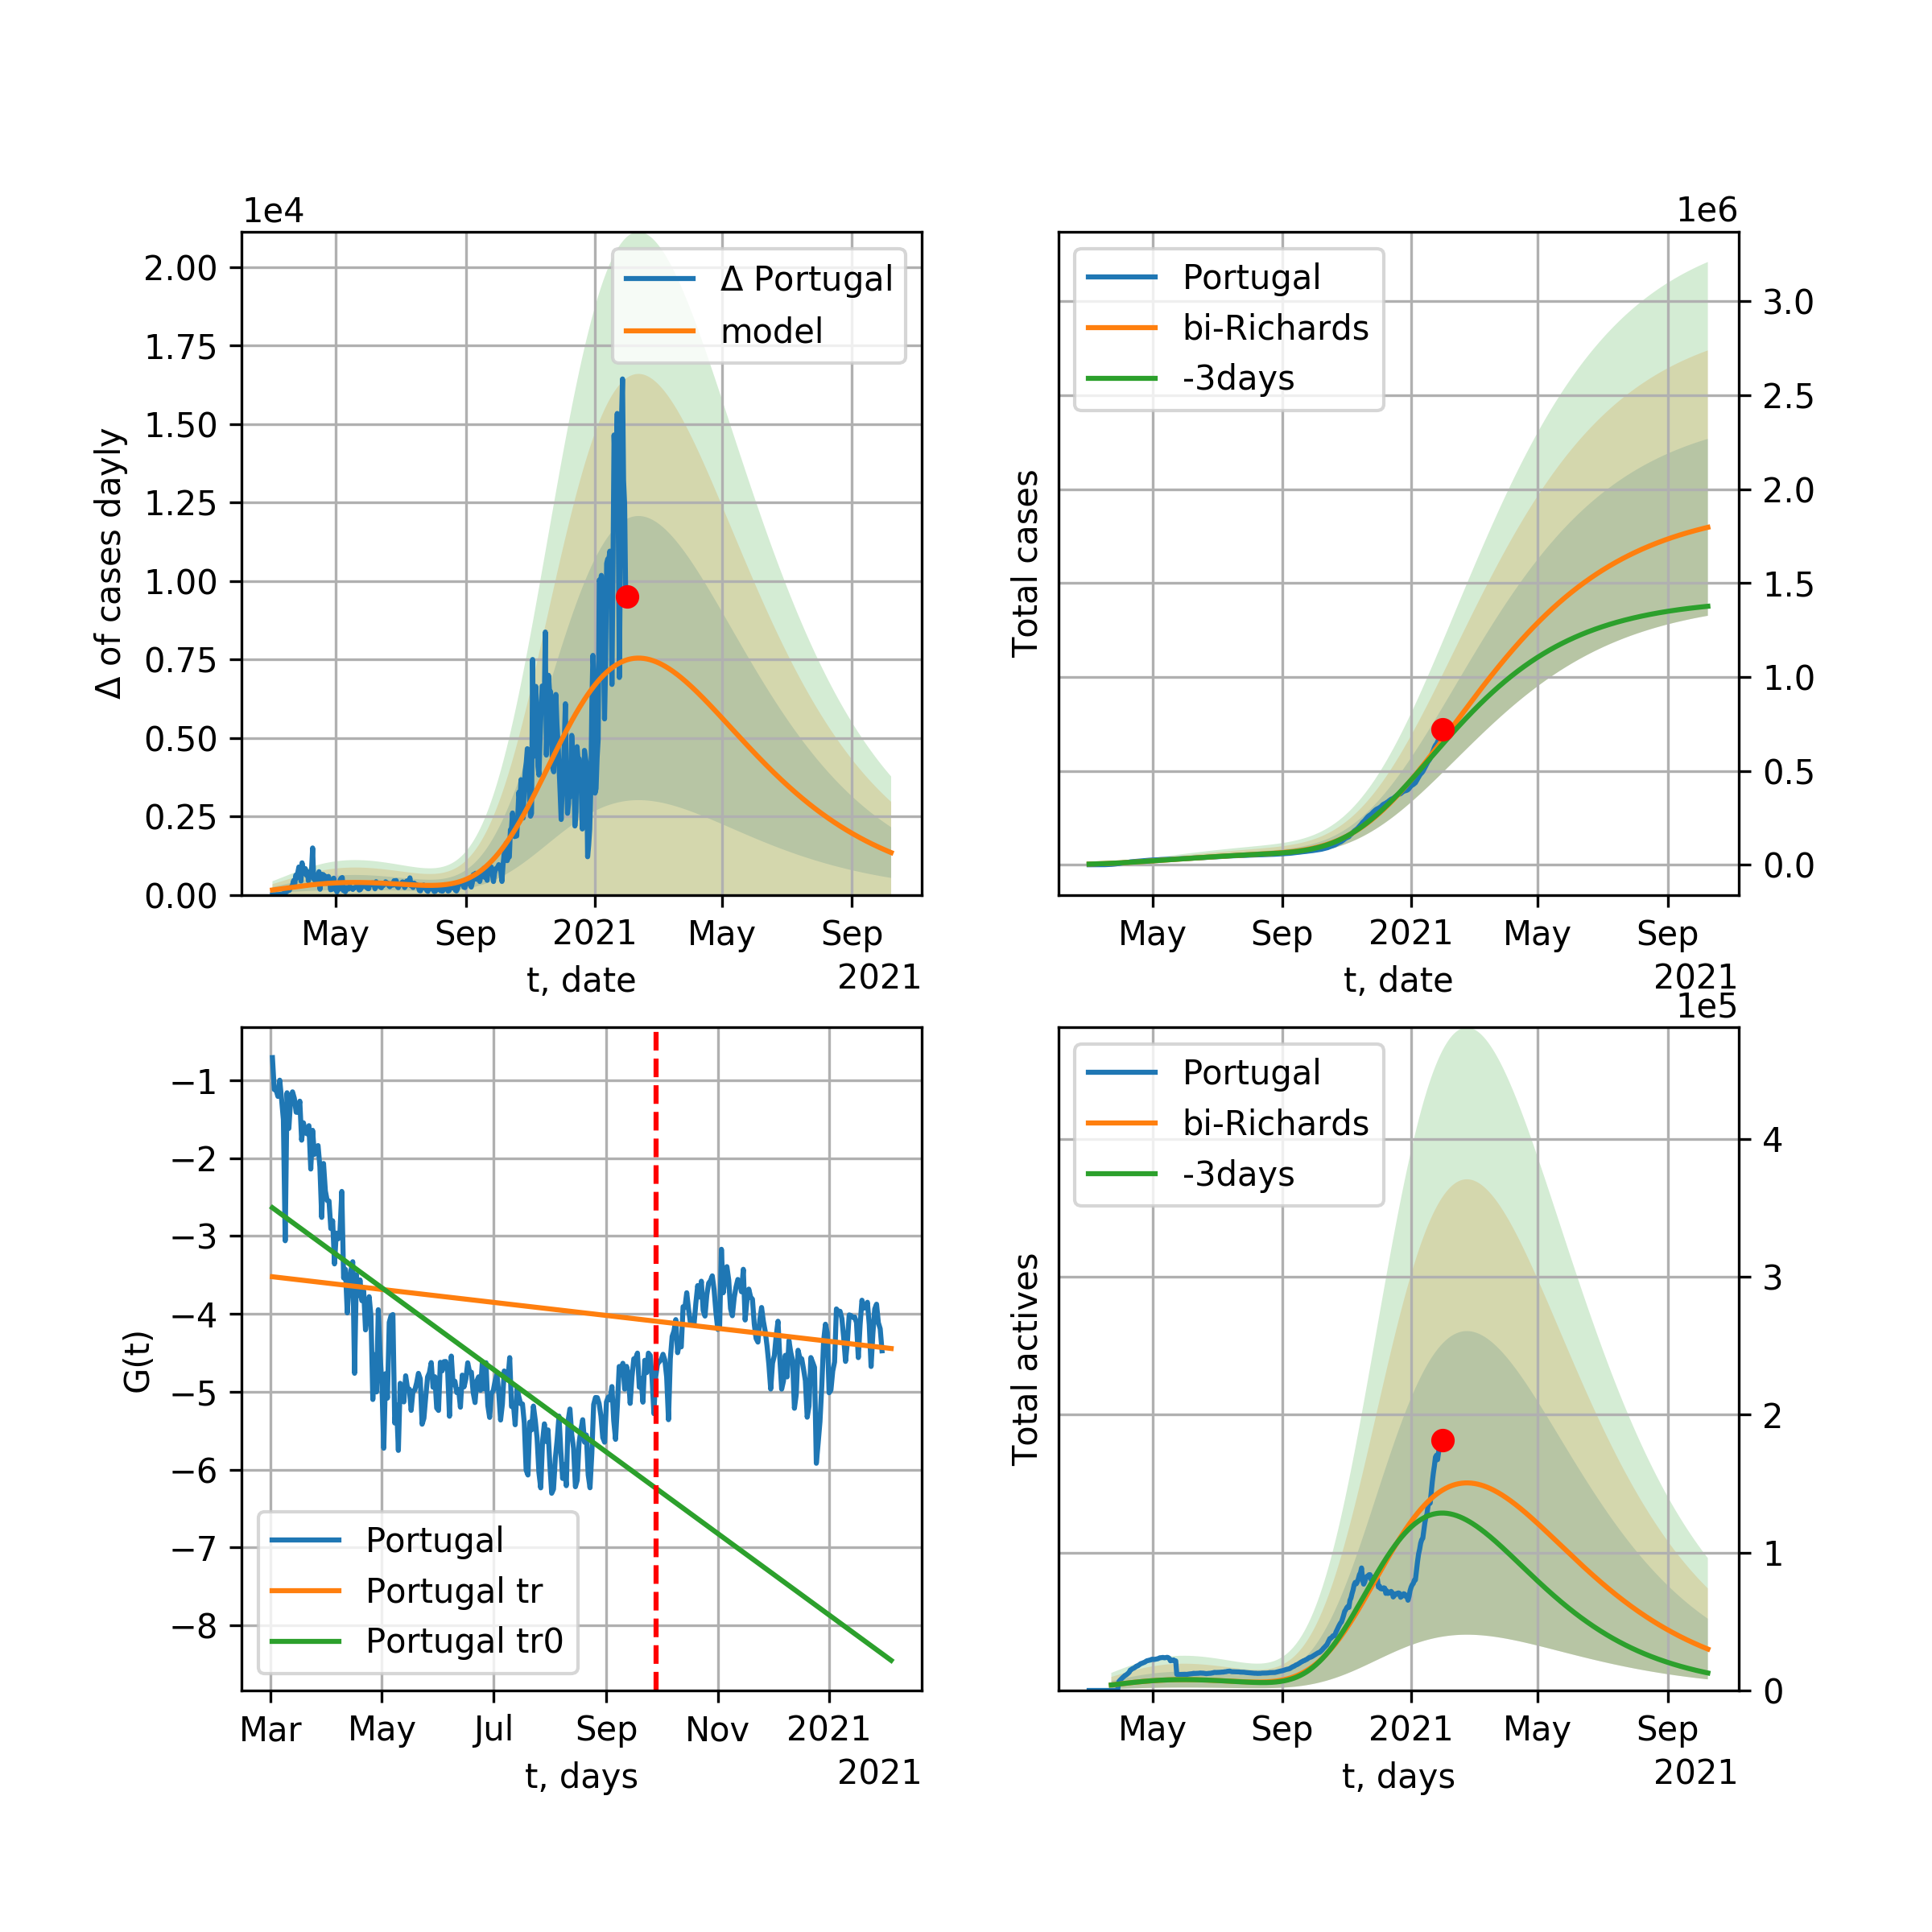 1e4
2.00
1.75
1.50
1.25
1.00
0.75
0.50
0.25
0.00
Δ of cases dayly
Δ Portugal
model
May Sep 2021 May Sep
t, date
2021
1e6
Portugal
bi-Richards
-3days
3.0
2.5
2.0
1.5
1.0
0.5
0.0
Total cases
May Sep 2021 May Sep
t, date
2021
−1
−2
−3
−4
−5
−6
−7
−8
G(t)
Portugal
Portugal tr
Portugal tr0
Mar May Jul Sep Nov 2021
t, days
2021
1e5
Portugal
bi-Richards
-3days
4
3
2
1
0
Total actives
May Sep 2021 May Sep
t, days
2021